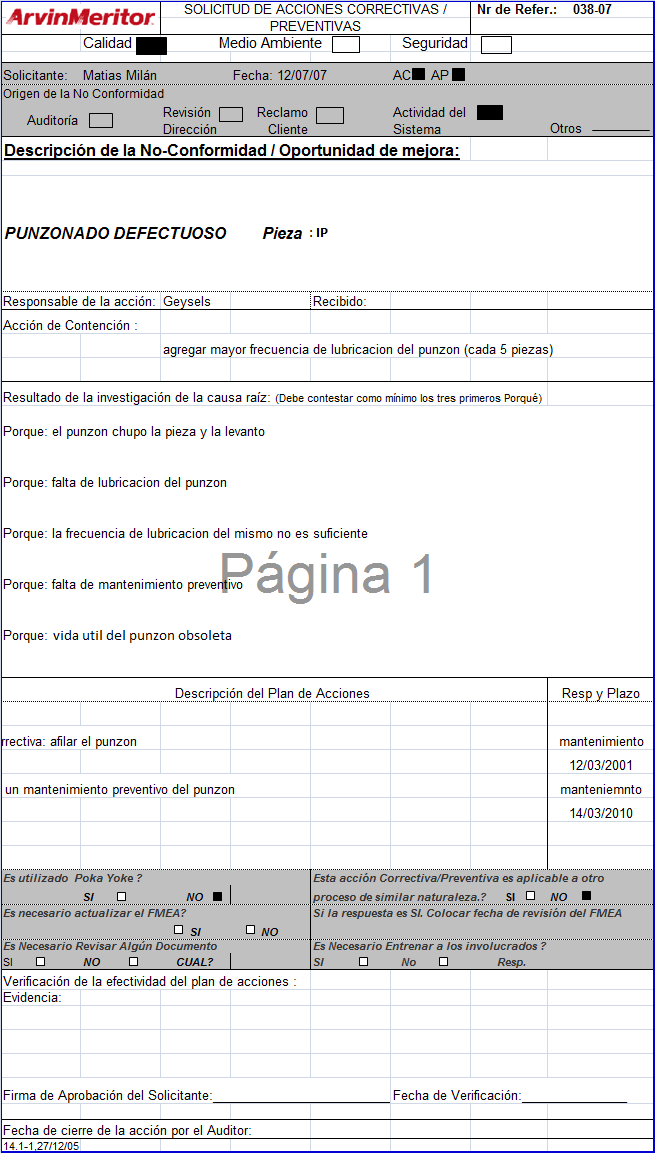 ArvinMeritor.
SOLICITUD DE ACCIONES CORRECTIVAS /
PREVENTIVAS
Nr de Refer.: 038-07
Calidad Medio Ambiente Seguridad
Solicitante: Matias Milán Fecha: 12/07/07 AC AP
Origen de la No Conformidad
Auditoría Revisión Dirección Reclamo Cliente Actividad del Sistema Otros
Descripción de la No-Conformidad / Oportunidad de mejora:
PUNZONADO DEFECTUOSO Pieza : IP
Responsable de la acción: Geysels Recibido:
Acción de Contención :
agregar mayor frecuencia de lubricacion del punzon (cada 5 piezas)
Resultado de la investigación de la causa raíz: (Debe contestar como mínimo los tres primeros Porqué)
Porque: el punzon chupo la pieza y la levanto
Porque: falta de lubricacion del punzon
Porque: la frecuencia de lubricacion del mismo no es suficiente
Página 1
Porque: falta de mantenimiento preventivo
Porque: vida util del punzon obsoleta
Descripción del Plan de Acciones Resp y Plazo
rrectiva: afilar el punzon mantenimiento
12/03/2001
un mantenimiento preventivo del punzon manteniemnto
14/03/2010
Es utilizado Poka Yoke ?
SI NO
Esta acción Correctiva/Preventiva es aplicable a otro
proceso de similar naturaleza.? SI NO
Es necesario actualizar el FMEA?
SI NO
Si la respuesta es SI. Colocar fecha de revisión del FMEA
Es Necesario Revisar Algún Documento
SI NO CUAL?
Es Necesario Entrenar a los involucrados ?
SI No Resp.
Verificación de la efectividad del plan de acciones :
Evidencia:
Firma de Aprobación del Solicitante: Fecha de Verificación:
Fecha de cierre de la acción por el Auditor:
14.1-1,27/12/05